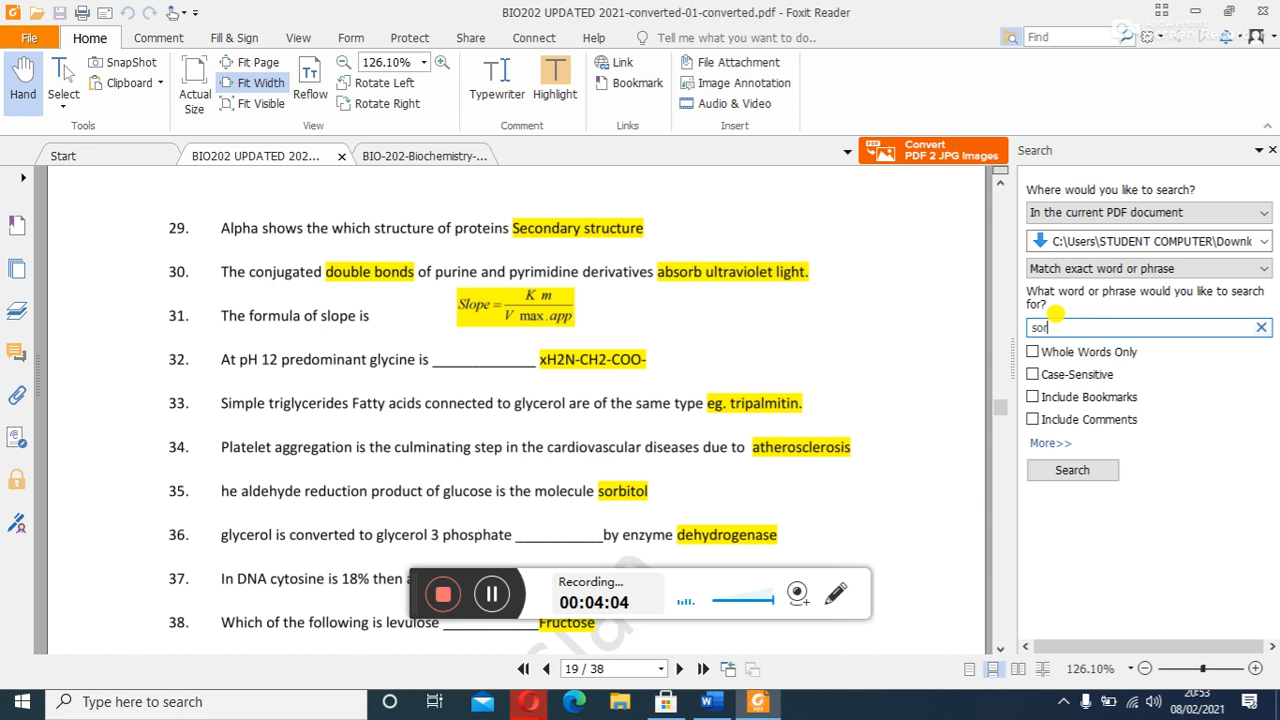 BIO202 UPDATED 2021-converted-01-converted.pdf - Foxit Reader
File Home Comment Fill & Sign View Form Protect Share Connect Help Tell me what you want to do.. Find
Hand
Select
SnapShot
Clipboard
Tools
Actual Size
Fit Page
Fit Width
Fit Visible
Reflow
126.10%
Rotate Left
Rotate Right
View
Typewriter
Highlight
Comment
Link
Bookmark
Links
File Attachment
Image Annotation
Audio & Video
Insert
Start
BIO202 UPDATED 202...
BIO-202-Biochemistry-...
Convert
PDF 2 JPG Images
29. Alpha shows the which structure of proteins Secondary structure
30. The conjugated double bonds of purine and pyrimidine derivatives absorb ultraviolet light.
31. The formula of slope is Slope = K m / V max.app
32. At pH 12 predominant glycine is _____________ xH2N-CH2-COO-
33. Simple triglycerides Fatty acids connected to glycerol are of the same type eg. tripalmitin.
34. Platelet aggregation is the culminating step in the cardiovascular diseases due to atherosclerosis
35. he aldehyde reduction product of glucose is the molecule sorbitol
36. glycerol is converted to glycerol 3 phosphate ___________by enzyme dehydrogenase
37. In DNA cytosine is 18% then
38. Which of the following is levulose ____________Fructose
Recording...
00:04:04
Search
Where would you like to search?
In the current PDF document
C:\Users\STUDENT COMPUTER\Downl
Match exact word or phrase
What word or phrase would you like to search
for?
sor
Whole Words Only
Case-Sensitive
Include Bookmarks
Include Comments
More>>
Search
19 / 38
126.10%
Type here to search
20:53
08/02/2021